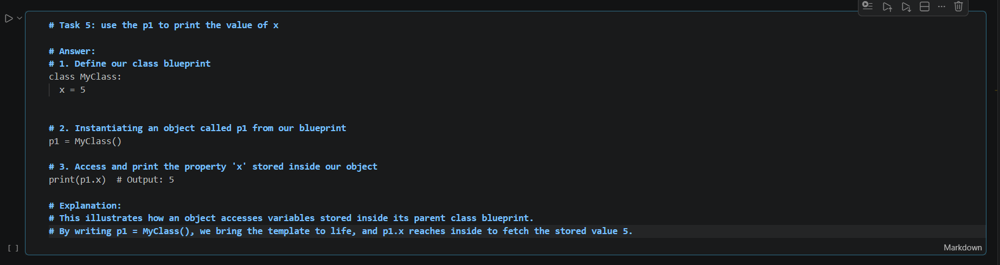 # Task 5: use the p1 to print the value of x
# Answer:
# 1. Define our class blueprint
class MyClass:
  x = 5
# 2. Instantiating an object called p1 from our blueprint
p1 = MyClass()
# 3. Access and print the property 'x' stored inside our object
print(p1.x)  # Output: 5
# Explanation:
# This illustrates how an object accesses variables stored inside its parent class blueprint.
# By writing p1 = MyClass(), we bring the template to life, and p1.x reaches inside to fetch the stored value 5.
[ ]
Markdown